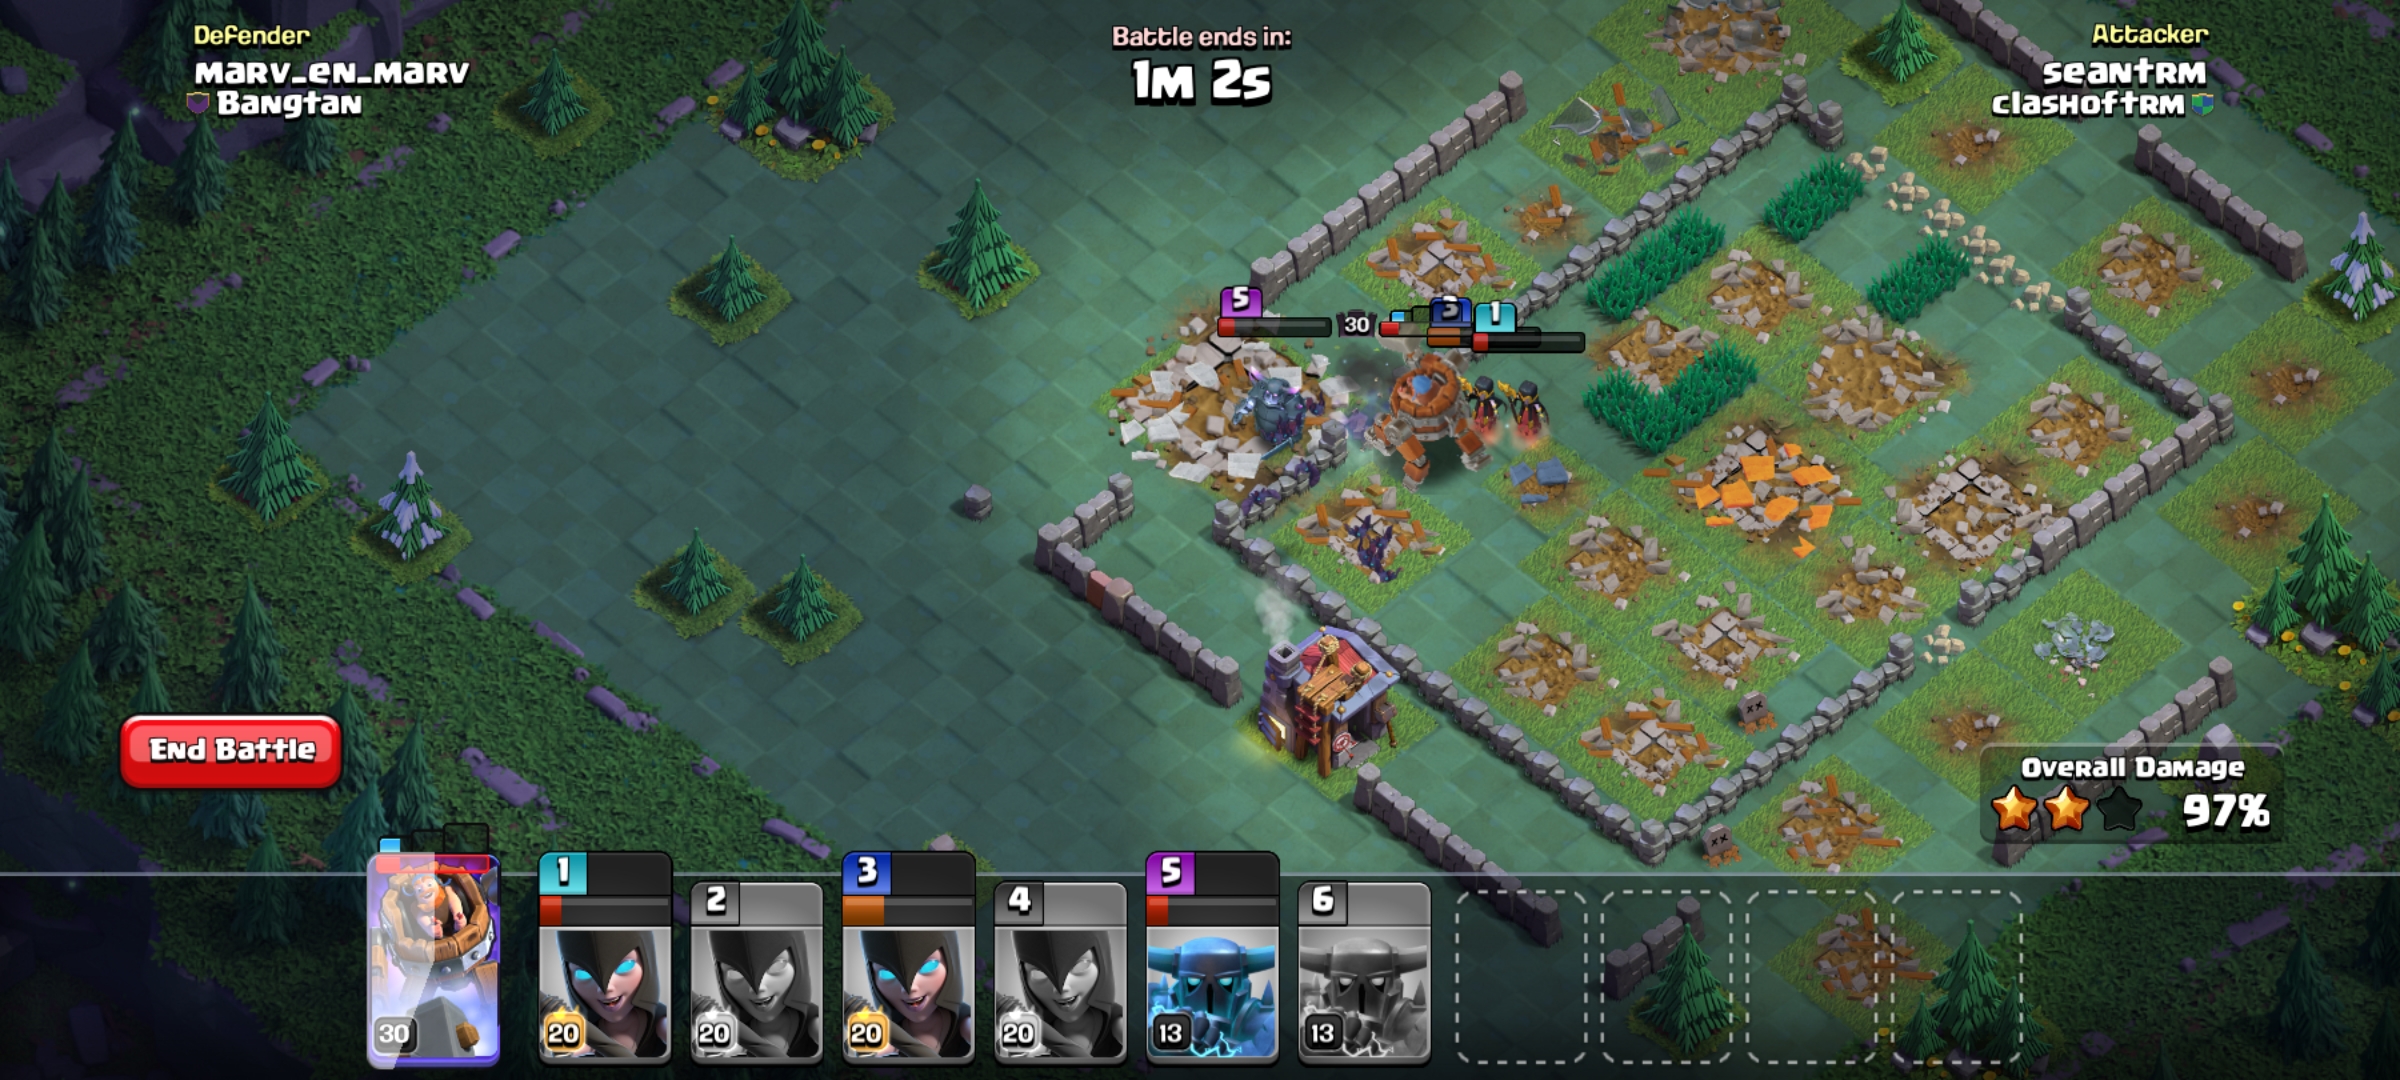 Defender
marv_en_marv
Bangtan
Battle ends in:
1m 2s
Attacker
seantrm
clashoftrm
5
30
3
1
End Battle
Overall Damage
97%
30
1
20
2
20
3
20
4
20
5
13
6
13